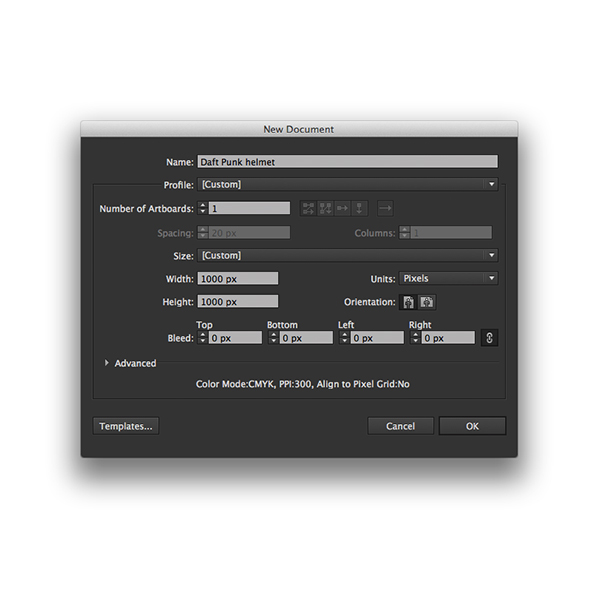 New Document
Name: Daft Punk helmet
Profile: [Custom]
Number of Artboards: 1
Spacing: 20 px Columns: 1
Size: [Custom]
Width: 1000 px Units: Pixels
Height: 1000 px Orientation:
Top Bottom Left Right
Bleed: 0 px 0 px 0 px 0 px
Advanced
Color Mode:CMYK, PPI:300, Align to Pixel Grid:No
Templates... Cancel OK